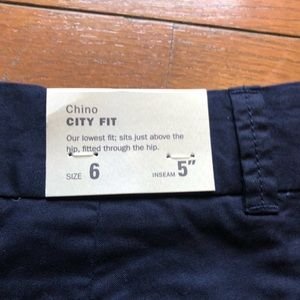 Chino
CITY FIT
Our lowest fit; sits just above the
hip, fitted through the hip.
SIZE 6 INSEAM 5"